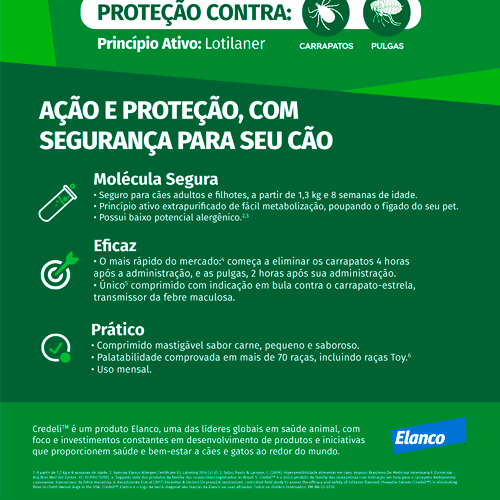 PROTEÇÃO CONTRA:
Princípio Ativo: Lotilaner
CARRAPATOS
PULGAS
AÇÃO E PROTEÇÃO, COM
SEGURANÇA PARA SEU CÃO
Molécula Segura
• Seguro para cães adultos e filhotes, a partir de 1,3 kg e 8 semanas de idade.
• Princípio ativo extrapurificado de fácil metabolização, poupando o fígado do seu pet.
• Possui baixo potencial alergênico.²,³
Eficaz
• O mais rápido do mercado:⁴ começa a eliminar os carrapatos 4 horas
após a administração, e as pulgas, 2 horas após sua administração.
• Único⁵ comprimido com indicação em bula contra o carrapato-estrela,
transmissor da febre maculosa.
Prático
• Comprimido mastigável sabor carne, pequeno e saboroso.
• Palatabilidade comprovada em mais de 70 raças, incluindo raças Toy.⁶
• Uso mensal.
Credeli™ é um produto Elanco, uma das líderes globais em saúde animal, com
foco e investimentos constantes em desenvolvimento de produtos e iniciativas
que proporcionem saúde e bem-estar a cães e gatos ao redor do mundo.
Elanco